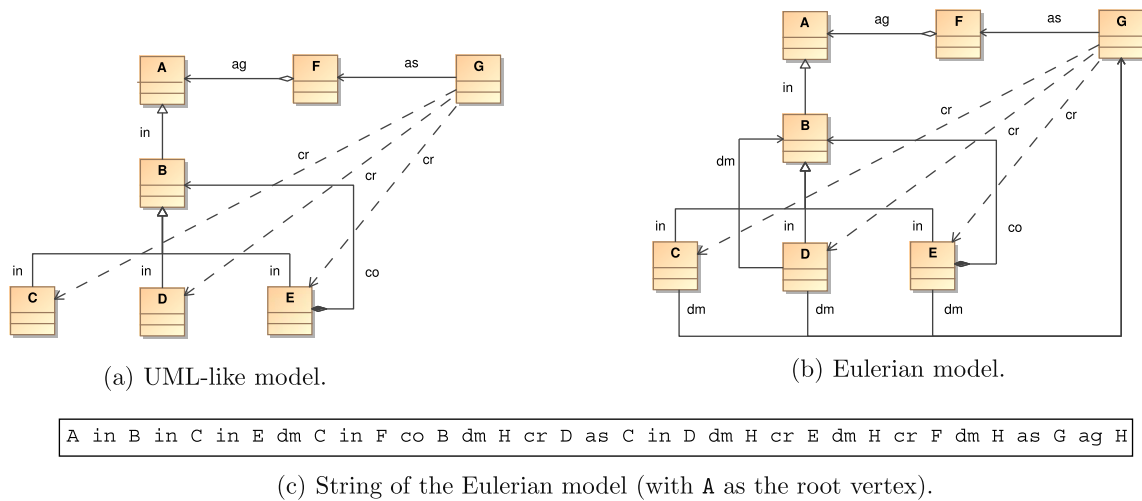 A
ag
F
as
G
in
cr
cr
cr
B
in
in
in
C
D
E
co
(a) UML-like model.
A
ag
F
as
G
in
cr
cr
cr
B
dm
in
in
in
co
C
D
E
dm
dm
dm
(b) Eulerian model.
A in B in C in E dm C in F co B dm H cr D as C in D dm H cr E dm H cr F dm H as G ag H
(c) String of the Eulerian model (with A as the root vertex).